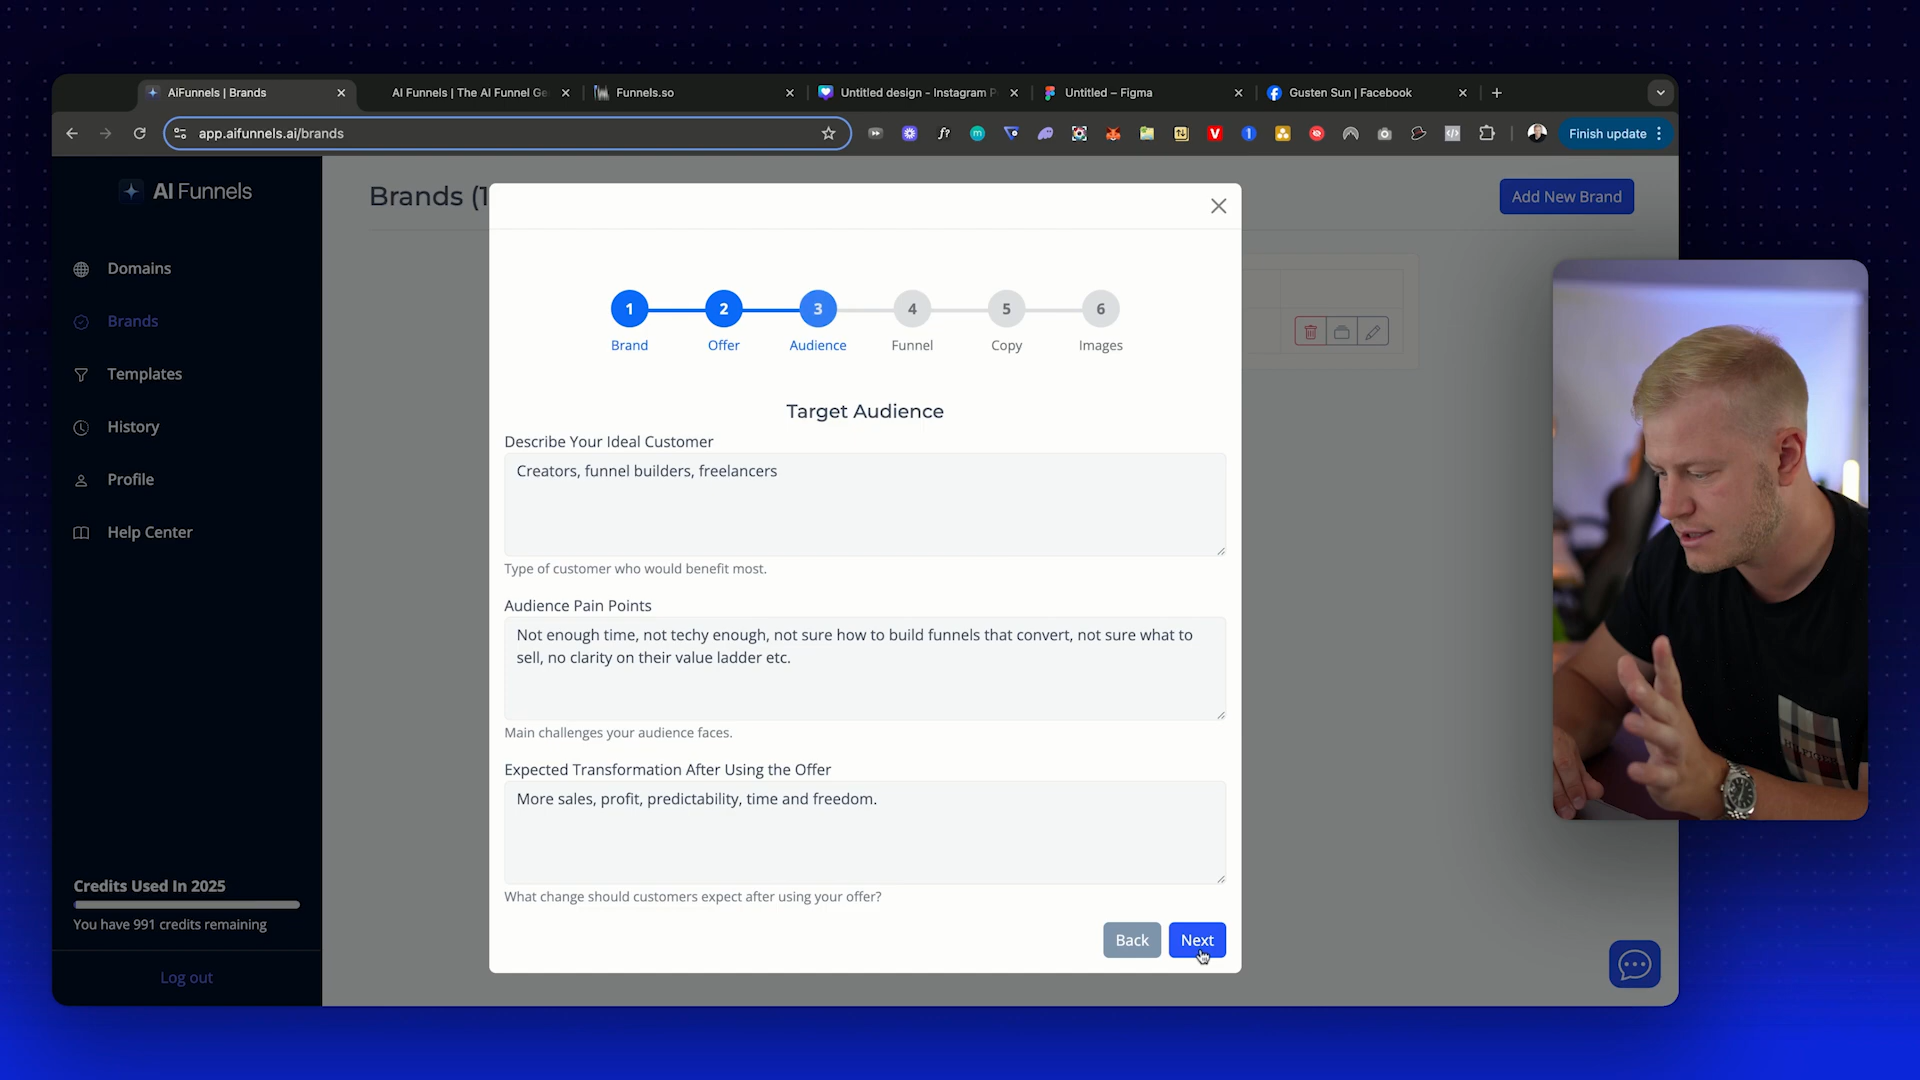 AiFunnels | Brands
AI Funnels | The AI Funnel Ge
Funnels.so
Untitled design - Instagram P
Untitled – Figma
Gusten Sun | Facebook
app.aifunnels.ai/brands
Finish update
AI Funnels
Brands (1
Add New Brand
Domains
Brands
Templates
History
Profile
Help Center
1
2
3
4
5
6
Brand
Offer
Audience
Funnel
Copy
Images
Target Audience
Describe Your Ideal Customer
Creators, funnel builders, freelancers
Type of customer who would benefit most.
Audience Pain Points
Not enough time, not techy enough, not sure how to build funnels that convert, not sure what to
sell, no clarity on their value ladder etc.
Main challenges your audience faces.
Expected Transformation After Using the Offer
More sales, profit, predictability, time and freedom.
What change should customers expect after using your offer?
Back
Next
Credits Used In 2025
You have 991 credits remaining
Log out